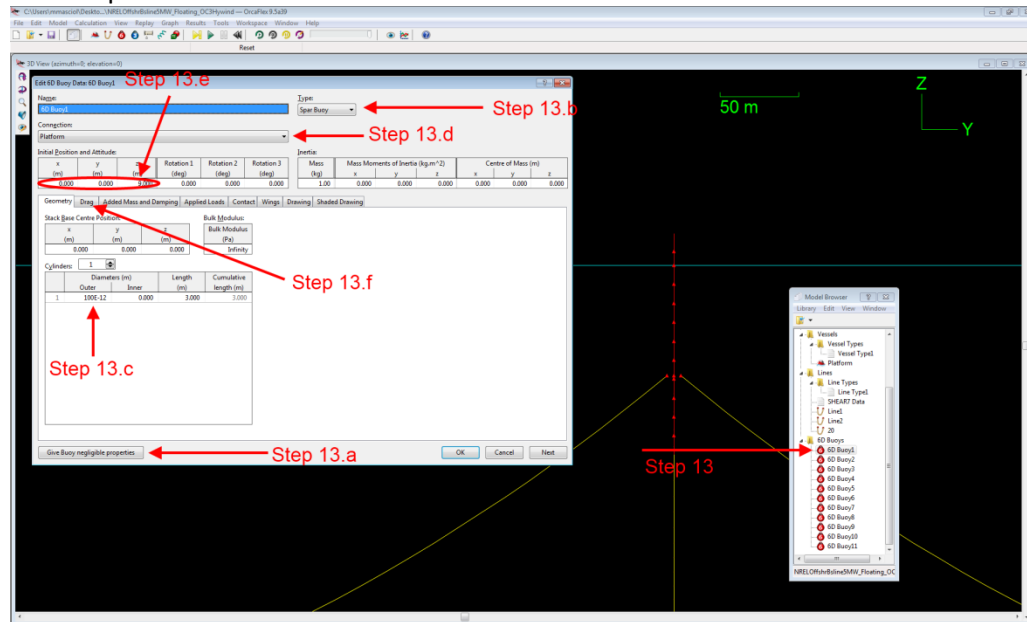 C:\Users\mmasciol\Deskto...\NRELOffshrBsline5MW_Floating_OC3Hywind — OrcaFlex 9.5a39
File Edit Model Calculation View Replay Graph Results Tools Workspace Window Help
Reset
3D View (azimuth=0; elevation=0)
Edit 6D Buoy Data: 6D Buoy1
Step 13.e
Name:
6D Buoy1
Type:
Spar Buoy
Step 13.b
Connection:
Platform
Step 13.d
Initial Position and Attitude:
x y z Rotation 1 Rotation 2 Rotation 3
(m) (m) (m) (deg) (deg) (deg)
0.000 0.000 0.000 0.000 0.000 0.000
Inertia:
Mass Mass Moments of Inertia (kg.m^2) Centre of Mass (m)
(kg) x y z x y z
1.00 0.000 0.000 0.000 0.000 0.000 0.000
Geometry Drag Added Mass and Damping Applied Loads Contact Wings Drawing Shaded Drawing
Stack Base Centre Position:
x y z
(m) (m) (m)
0.000 0.000 0.000
Bulk Modulus:
Bulk Modulus
(Pa)
Infinity
Cylinders: 1
Diameters (m) Length Cumulative
Outer Inner (m) length (m)
1 100E-12 0.000 3.000 3.000
Step 13.f
Step 13.c
Give Buoy negligible properties
Step 13.a
OK Cancel Next
50 m
Z
Y
Step 13
Model Browser
Library Edit View Window
Vessels
Vessel Types
Vessel Type1
Platform
Lines
Line Types
Line Type1
SHEAR7 Data
Line1
Line2
20
6D Buoys
6D Buoy1
6D Buoy2
6D Buoy3
6D Buoy4
6D Buoy5
6D Buoy6
6D Buoy7
6D Buoy8
6D Buoy9
6D Buoy10
6D Buoy11
NRELOffshrBsline5MW_Floating_OC